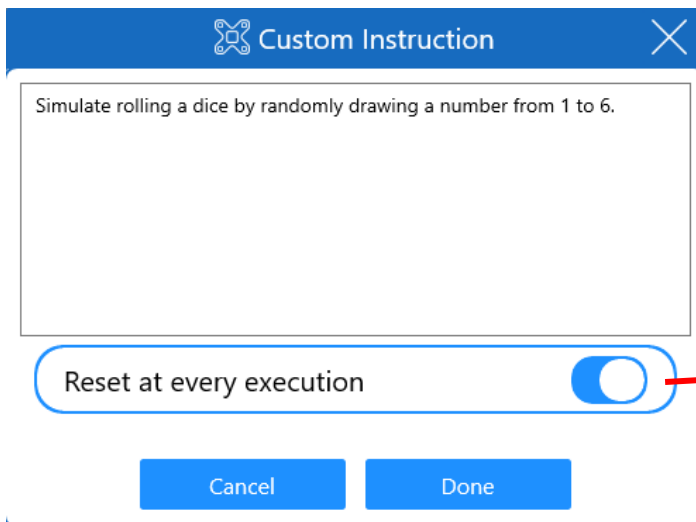 Custom Instruction
Simulate rolling a dice by randomly drawing a number from 1 to 6.
Reset at every execution
Cancel
Done